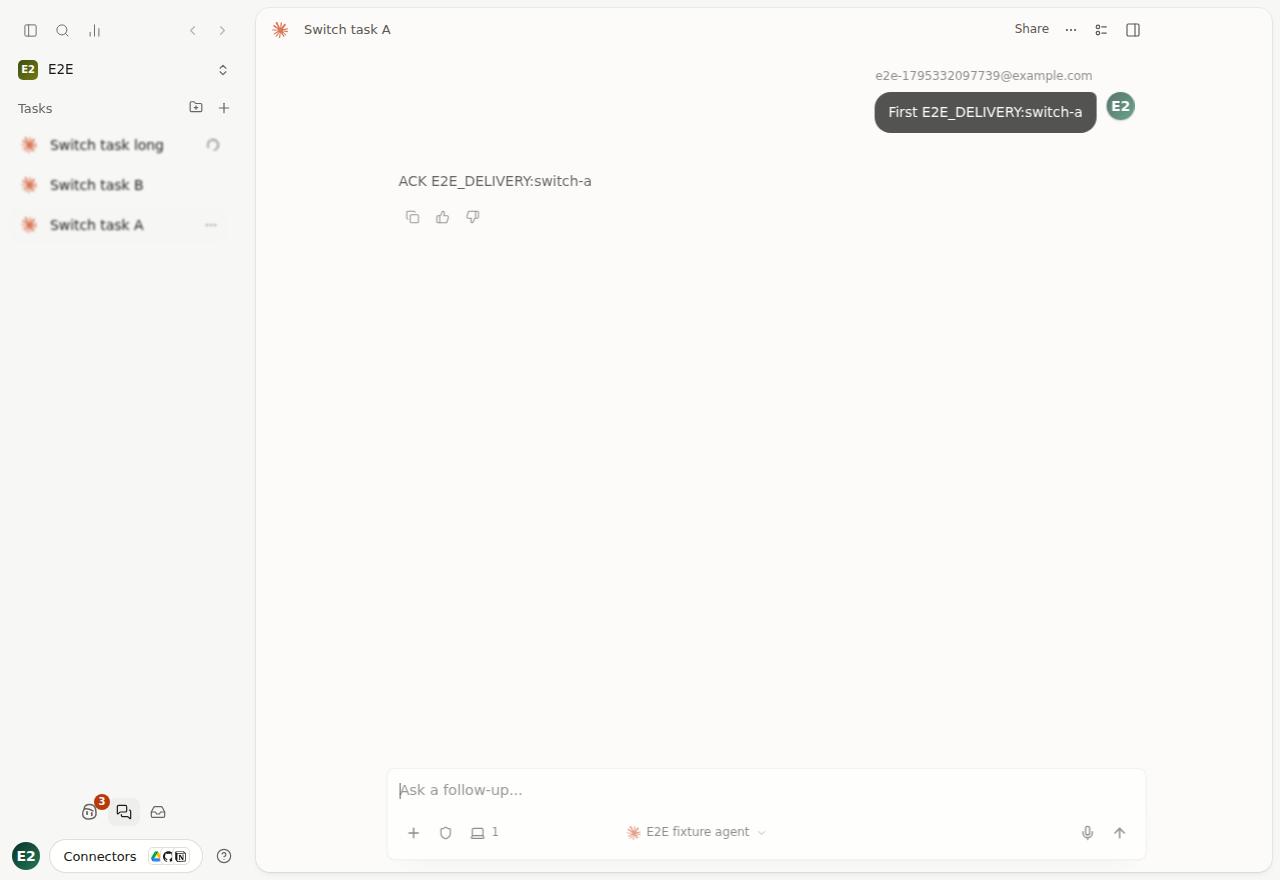 Switch task A
Share
E2 E2E
Tasks
Switch task long
Switch task B
Switch task A
e2e-1795332097739@example.com
First E2E_DELIVERY:switch-a
E2
ACK E2E_DELIVERY:switch-a
Ask a follow-up...
1
E2E fixture agent
3
E2 Connectors